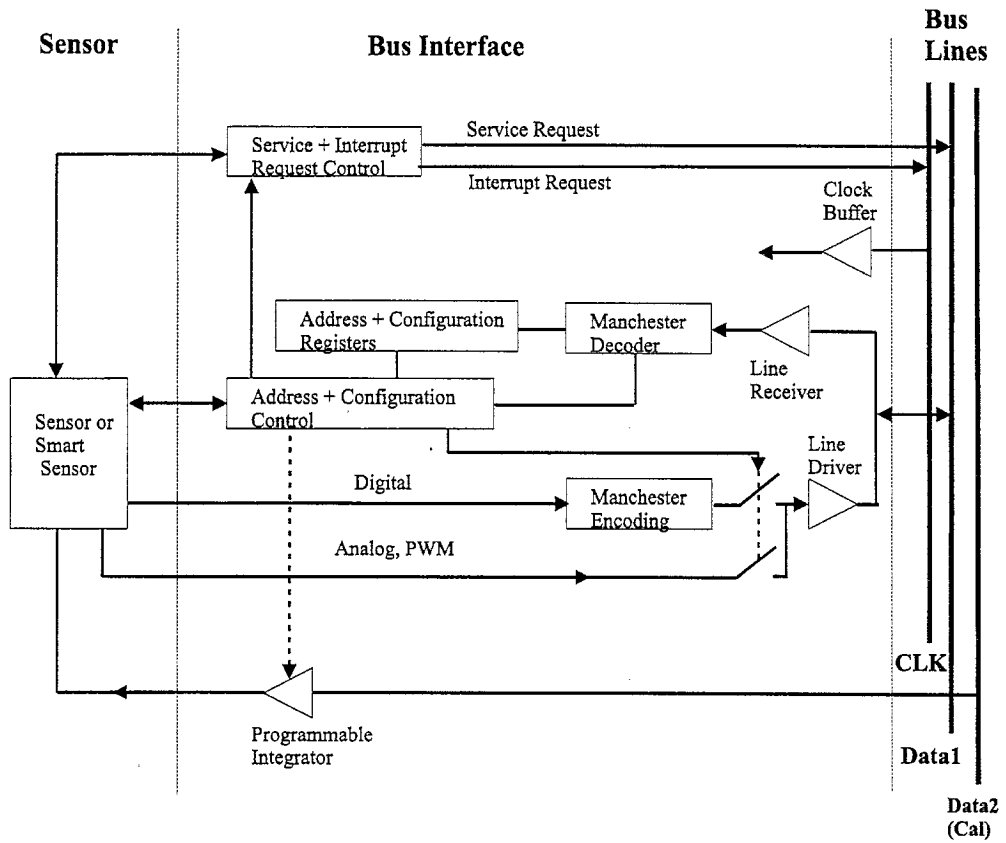 Sensor
Bus Interface
Bus
Lines
Service + Interrupt
Request Control
Service Request
Interrupt Request
Clock
Buffer
Address + Configuration
Registers
Manchester
Decoder
Line
Receiver
Address + Configuration
Control
Sensor or
Smart
Sensor
Line
Driver
Digital
Manchester
Encoding
Analog, PWM
CLK
Programmable
Integrator
Data1
Data2
(Cal)